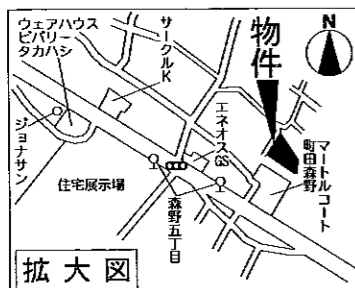 ウェアハウス
ビバリー
タカハシ
サークルK
物件
N
ジョナサン
エネオス
GS
マートルコート
町田森野
住宅展示場
森野五丁目
拡大図